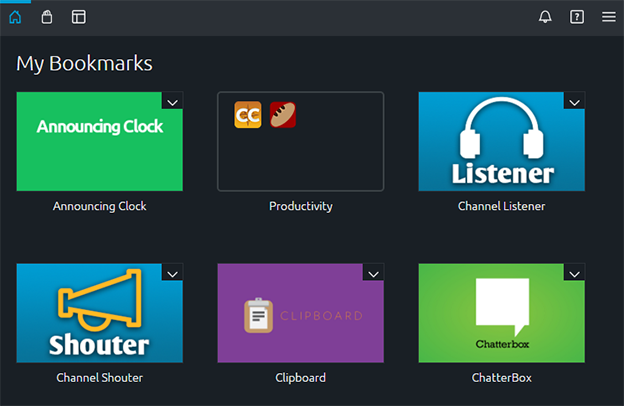 My Bookmarks
Announcing Clock
CC
Listener
Announcing Clock
Productivity
Channel Listener
Shouter
CLIPBOARD
Chatterbox
Channel Shouter
Clipboard
ChatterBox